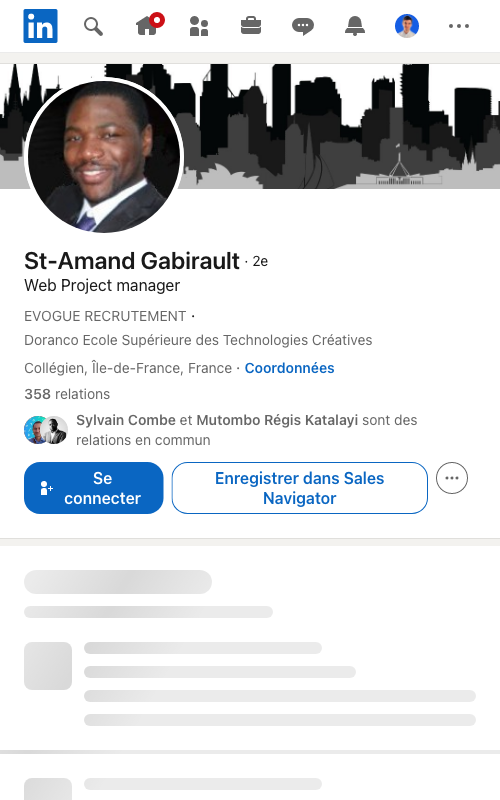 in
St-Amand Gabirault · 2e
Web Project manager
EVOGUE RECRUTEMENT ·
Doranco Ecole Supérieure des Technologies Créatives
Collégien, Île-de-France, France · Coordonnées
358 relations
Sylvain Combe et Mutombo Régis Katalayi sont des
relations en commun
Se
connecter
Enregistrer dans Sales
Navigator